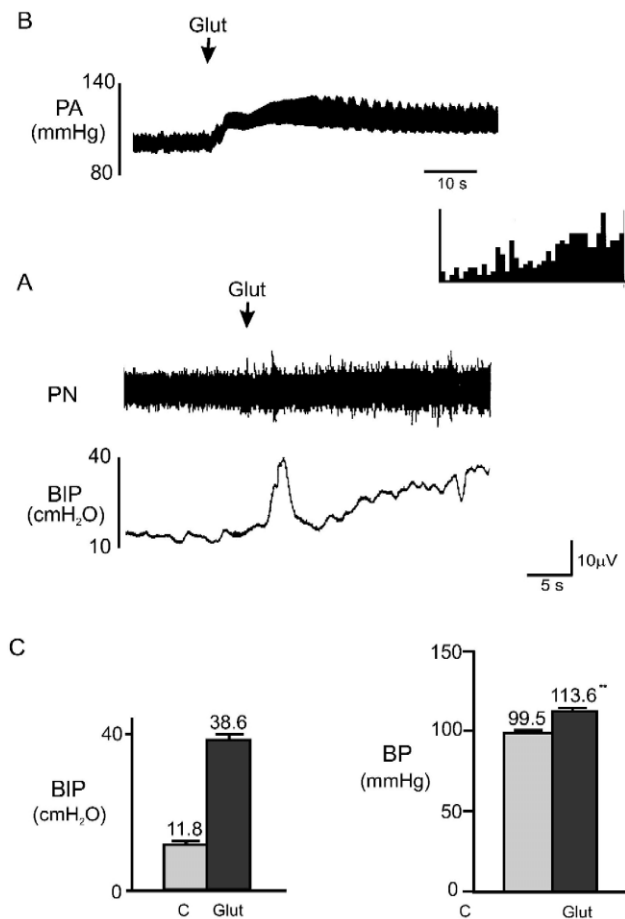 B
Glut
140
PA
(mmHg)
80
10 s
A
Glut
PN
40
BIP
(cmH₂O)
10
10µV
5 s
C
40
38.6
BIP
(cmH₂O)
11.8
0
C Glut
150
113.6 **
99.5
100
BP
(mmHg)
50
0
C Glut